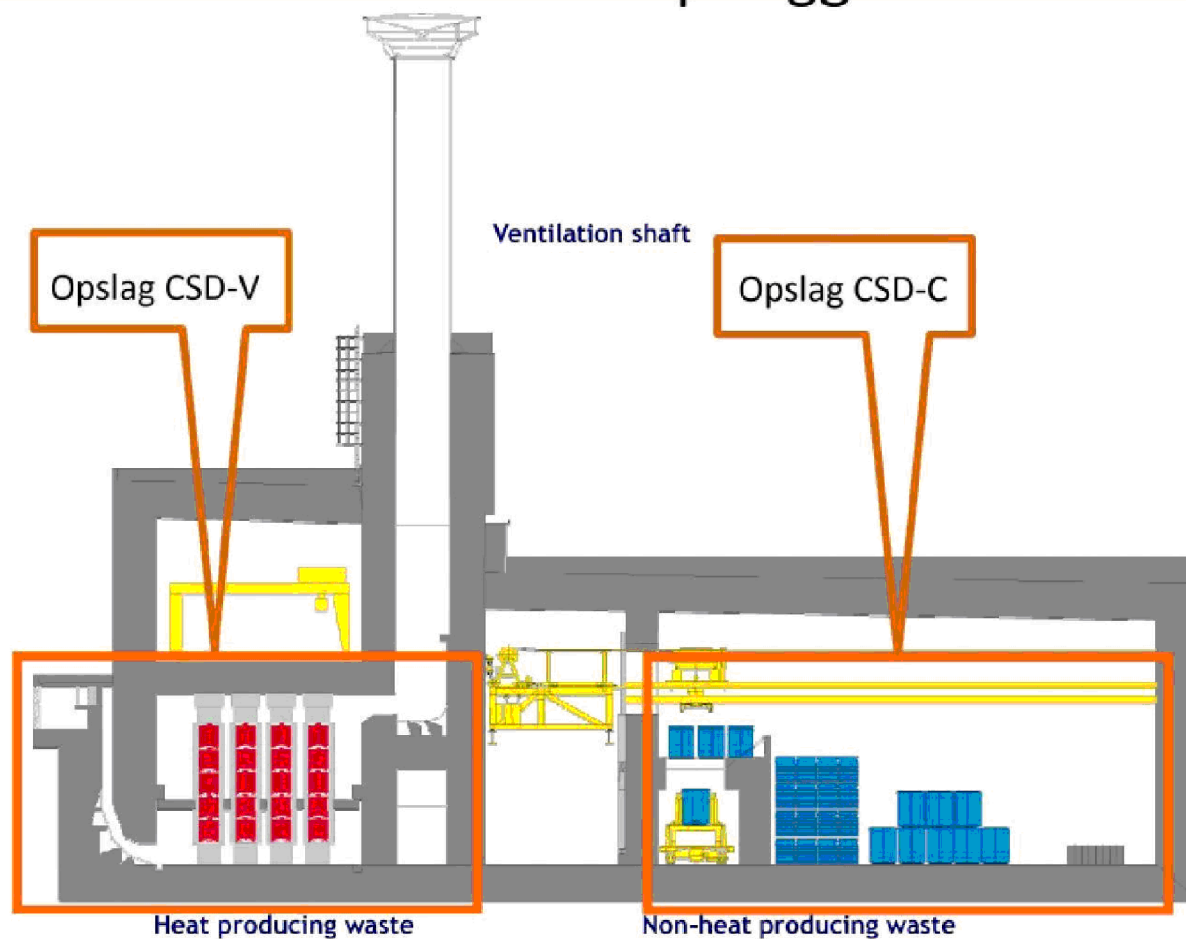 Ventilation shaft
Opslag CSD-V
Opslag CSD-C
Heat producing waste
Non-heat producing waste